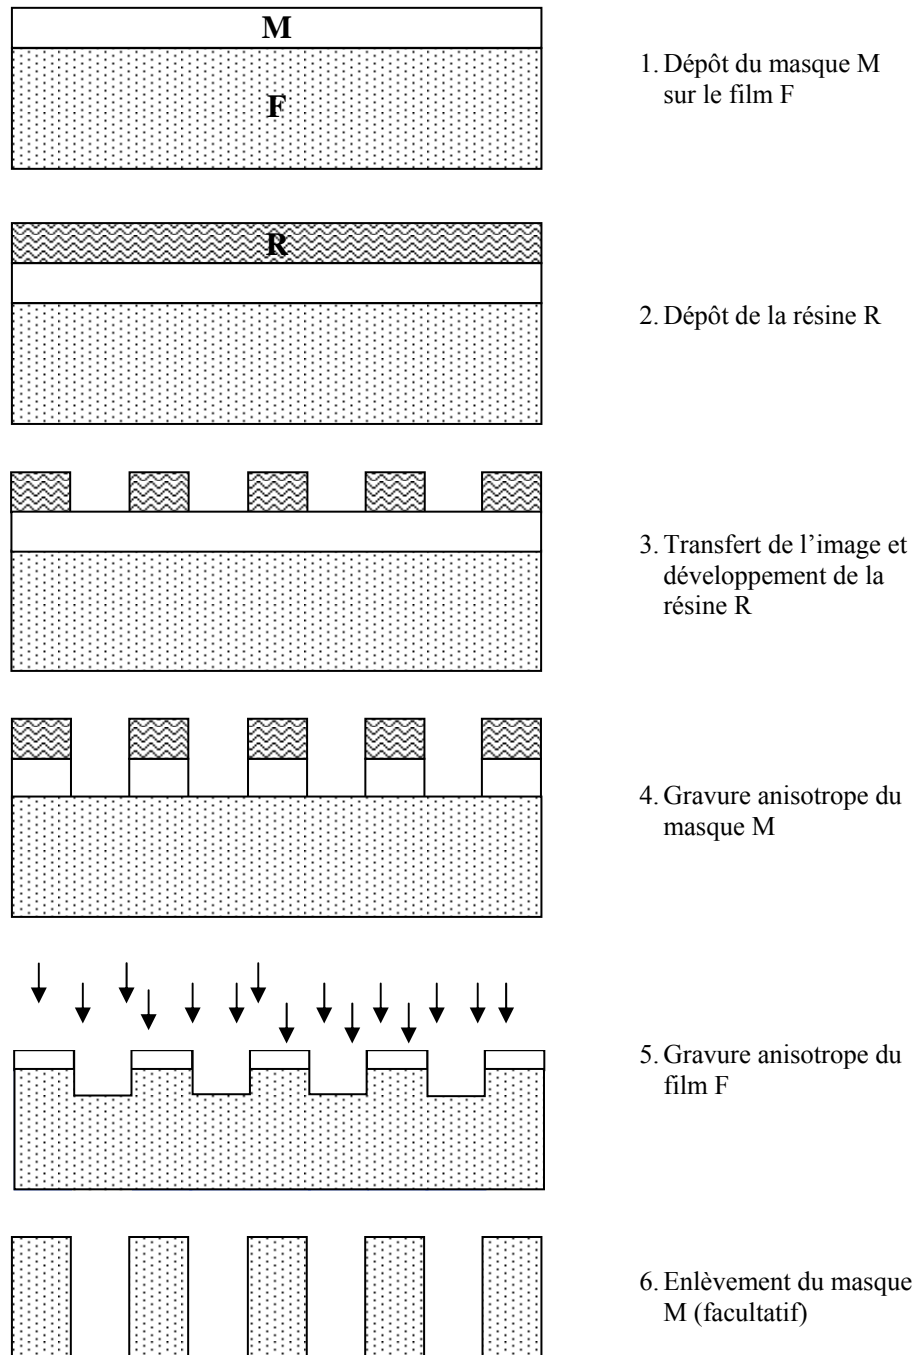 M
1. Dépôt du masque M
sur le film F
F
R
2. Dépôt de la résine R
3. Transfert de l'image et
développement de la
résine R
4. Gravure anisotrope du
masque M
5. Gravure anisotrope du
film F
6. Enlèvement du masque
M (facultatif)